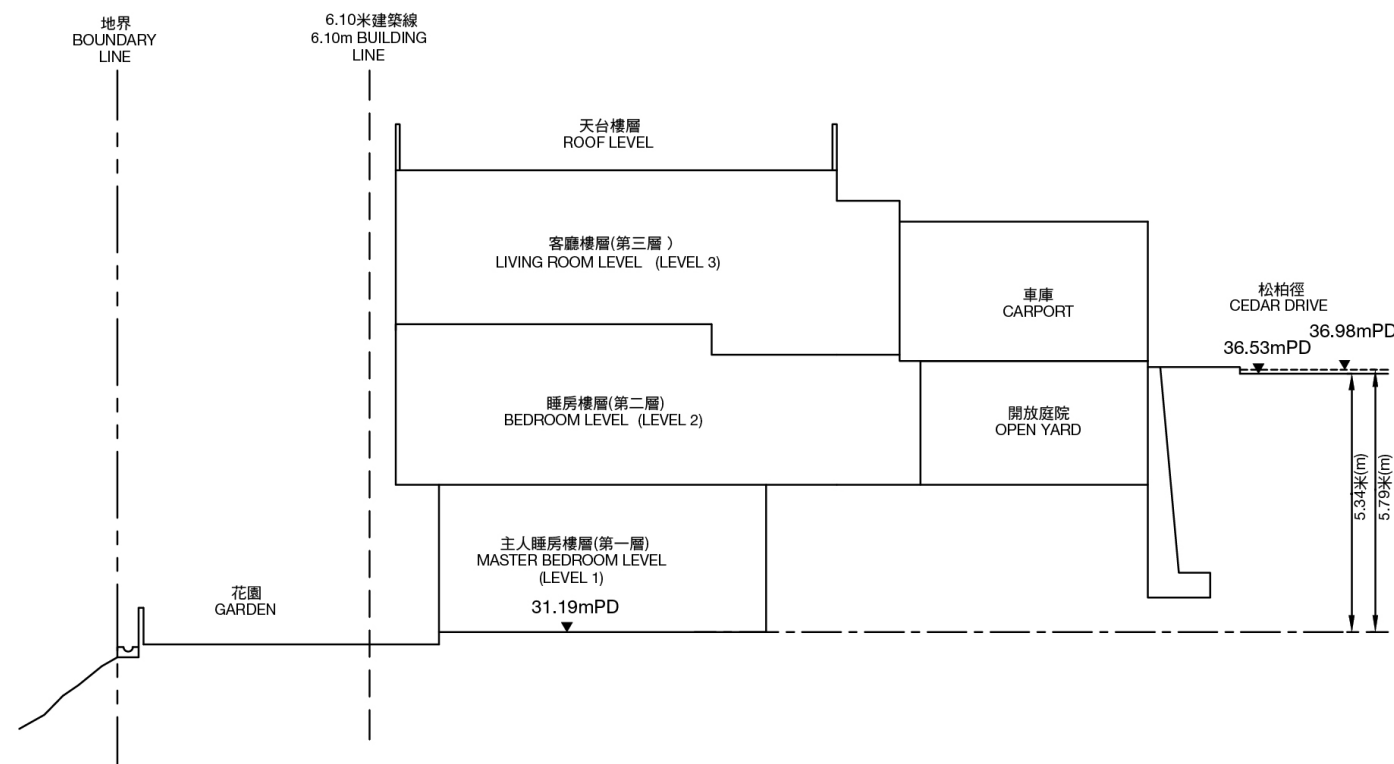 地界
BOUNDARY
LINE
6.10米建築線
6.10m BUILDING
LINE
天台樓層
ROOF LEVEL
客廳樓層(第三層 )
LIVING ROOM LEVEL (LEVEL 3)
車庫
CARPORT
松柏徑
CEDAR DRIVE
36.98mPD
36.53mPD
睡房樓層(第二層)
BEDROOM LEVEL (LEVEL 2)
開放庭院
OPEN YARD
5.34米(m)
5.79米(m)
主人睡房樓層(第一層)
MASTER BEDROOM LEVEL
(LEVEL 1)
31.19mPD
花園
GARDEN